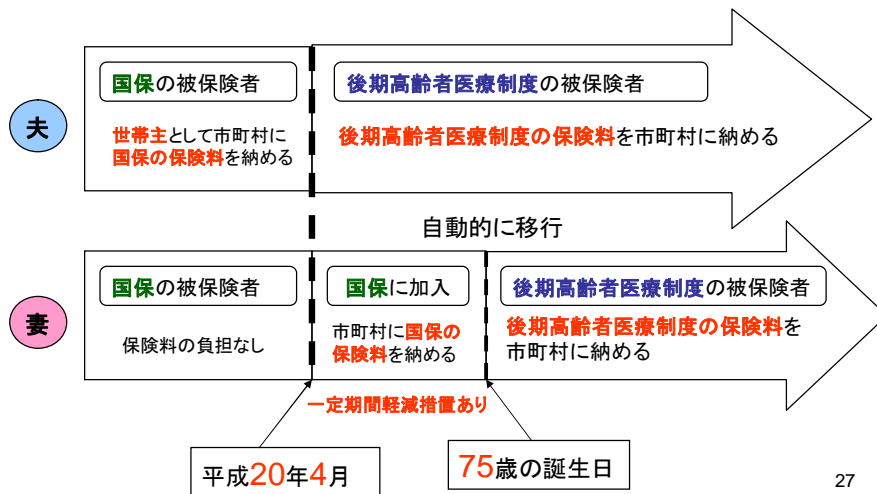 夫
国保の被保険者
世帯主として市町村に
国保の保険料を納める
後期高齢者医療制度の被保険者
後期高齢者医療制度の保険料を市町村に納める
自動的に移行
妻
国保の被保険者
保険料の負担なし
国保に加入
市町村に国保の
保険料を納める
後期高齢者医療制度の被保険者
後期高齢者医療制度の保険料を
市町村に納める
一定期間軽減措置あり
平成20年4月
75歳の誕生日
27